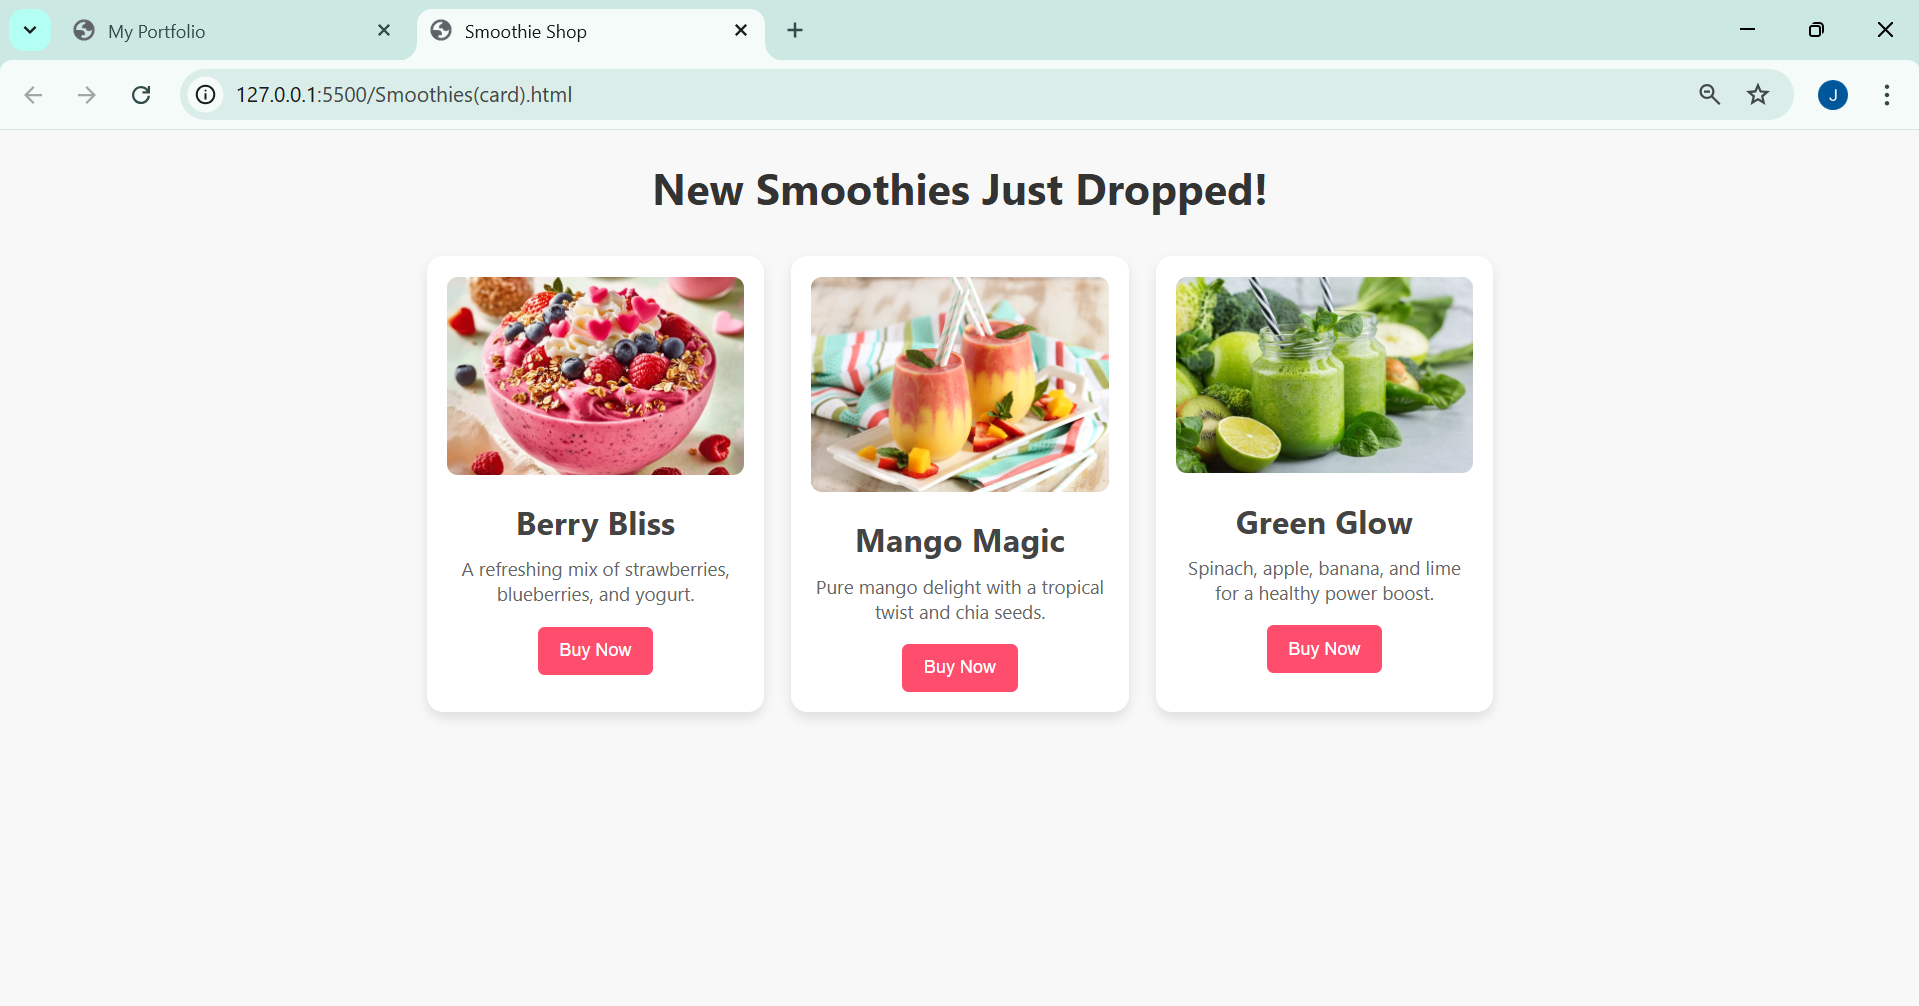 My Portfolio
Smoothie Shop
127.0.0.1:5500/Smoothies(card).html
J
New Smoothies Just Dropped!
Berry Bliss
A refreshing mix of strawberries,
blueberries, and yogurt.
Buy Now
Mango Magic
Pure mango delight with a tropical
twist and chia seeds.
Buy Now
Green Glow
Spinach, apple, banana, and lime
for a healthy power boost.
Buy Now